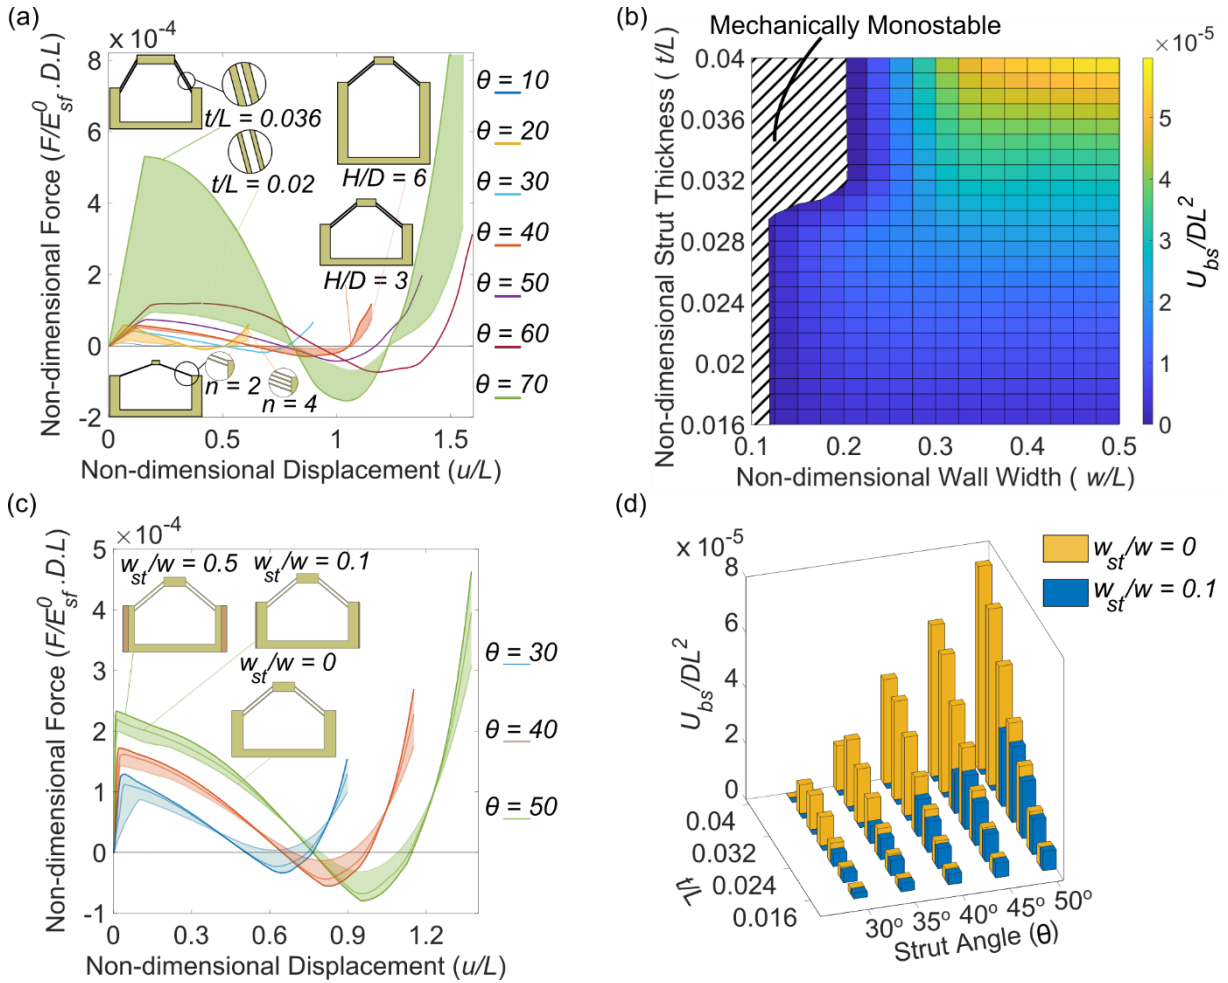 (a)
× 10⁻⁴
Non-dimensional Force (F/E⁰sf .D.L)
8
6
4
2
0
-2
t/L = 0.036
t/L = 0.02
H/D = 6
H/D = 3
n = 2
n = 4
0
0.5
1
1.5
Non-dimensional Displacement (u/L)
θ = 10
θ = 20
θ = 30
θ = 40
θ = 50
θ = 60
θ = 70
(b)
Mechanically Monostable
Non-dimensional Strut Thickness ( t/L)
0.04
0.036
0.032
0.028
0.024
0.02
0.016
0.1
0.2
0.3
0.4
0.5
Non-dimensional Wall Width ( w/L)
×10⁻⁵
5
4
3
2
1
0
U_bs/DL²
(c)
×10⁻⁴
Non-dimensional Force (F/E⁰sf .D.L)
5
4
3
2
1
0
-1
w_st/w = 0.5
w_st/w = 0.1
w_st/w = 0
0
0.3
0.6
0.9
1.2
Non-dimensional Displacement (u/L)
θ = 30
θ = 40
θ = 50
(d)
x 10⁻⁵
w_st/w = 0
w_st/w = 0.1
U_bs/DL²
8
6
4
2
0
0.04
0.032
0.024
0.016
t/L
30°
35°
40°
45°
50°
Strut Angle (θ)